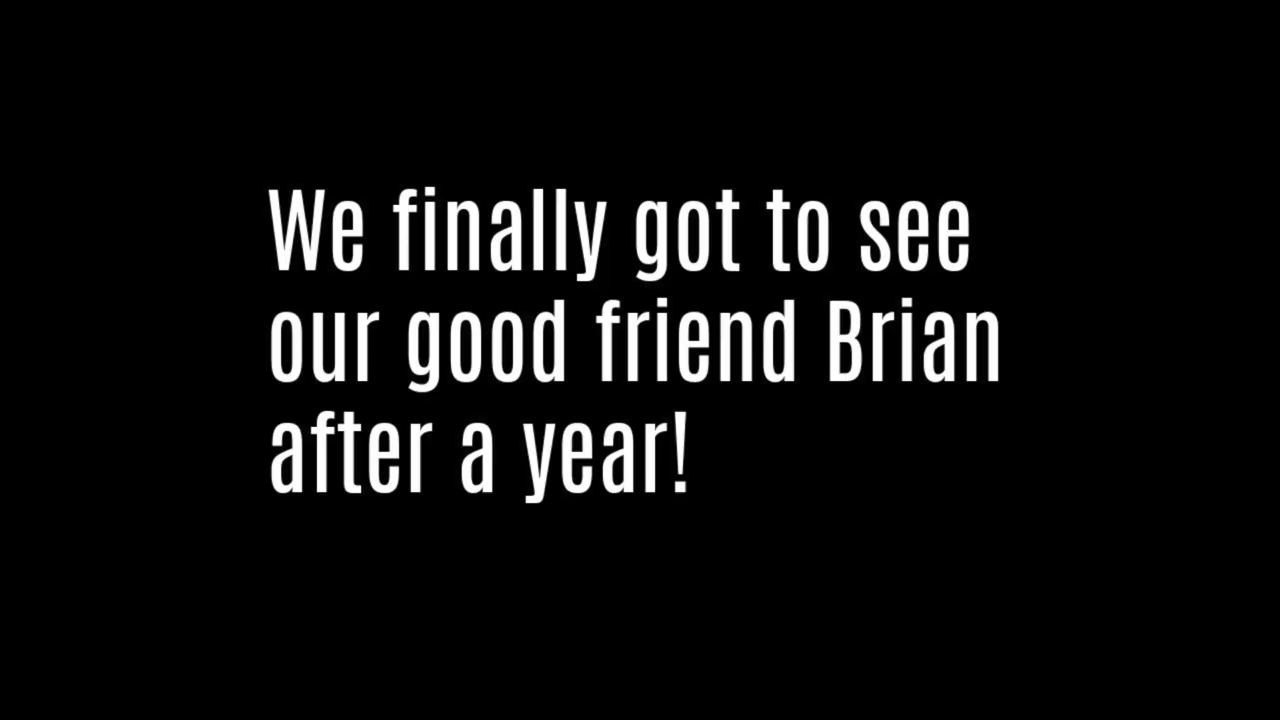 We finally got to see
our good friend Brian
after a year!